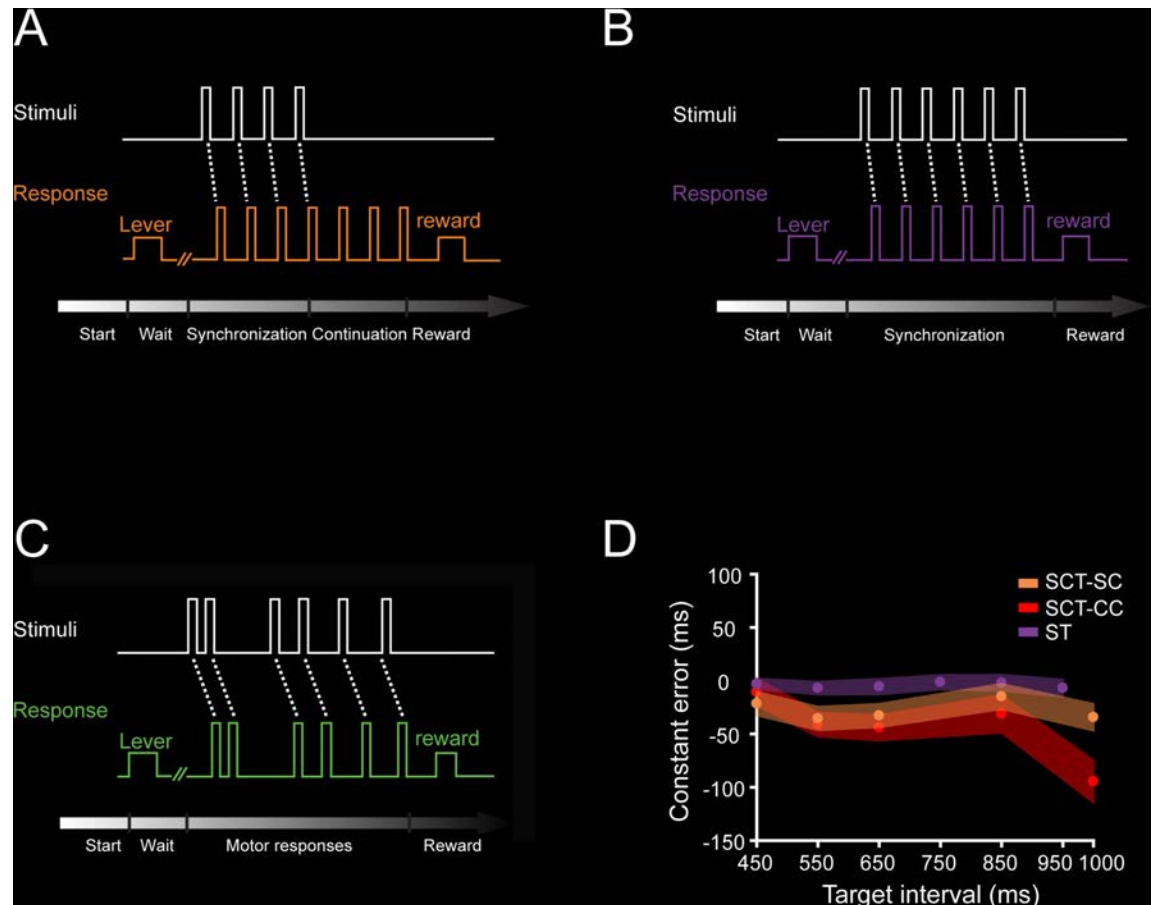 A
Stimuli
Response
Lever
reward
Start Wait Synchronization Continuation Reward
B
Stimuli
Response
Lever
reward
Start Wait Synchronization Reward
C
Stimuli
Response
Lever
reward
Start Wait Motor responses Reward
D
SCT-SC
SCT-CC
ST
Constant error (ms)
100
50
0
-50
-100
-150
450 550 650 750 850 950 1000
Target interval (ms)